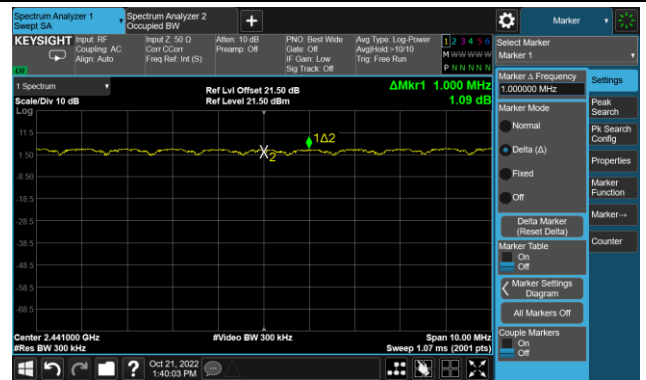 Spectrum Analyzer 1
Swept SA
Spectrum Analyzer 2
Occupied BW
Marker
KEYSIGHT
Input: RF
Coupling: AC
Align: Auto
Input Z: 50 Ω
Corr CCorr
Freq Ref: Int (S)
Atten: 10 dB
Preamp: Off
PNO: Best Wide
Gate: Off
IF Gain: Low
Sig Track: Off
Avg Type: Log-Power
Avg|Hold:>10/10
Trig: Free Run
1 2 3 4 5 6
M W W W W W
P N N N N N
LXI
Select Marker
Marker 1
1 Spectrum
Scale/Div 10 dB
Log
Ref Lvl Offset 21.50 dB
Ref Level 21.50 dBm
ΔMkr1 1.000 MHz
1.09 dB
11.5
1.50
-8.50
-18.5
-28.5
-38.5
-48.5
-58.5
-68.5
1Δ2
X2
Center 2.441000 GHz
#Res BW 300 kHz
#Video BW 300 kHz
Span 10.00 MHz
Sweep 1.07 ms (2001 pts)
Marker Δ Frequency
1.000000 MHz
Marker Mode
Normal
Delta (Δ)
Fixed
Off
Delta Marker
(Reset Delta)
Marker Table
On
Off
Marker Settings
Diagram
All Markers Off
Couple Markers
On
Off
Settings
Peak
Search
Pk Search
Config
Properties
Marker
Function
Marker→
Counter
?
Oct 21, 2022
1:40:03 PM